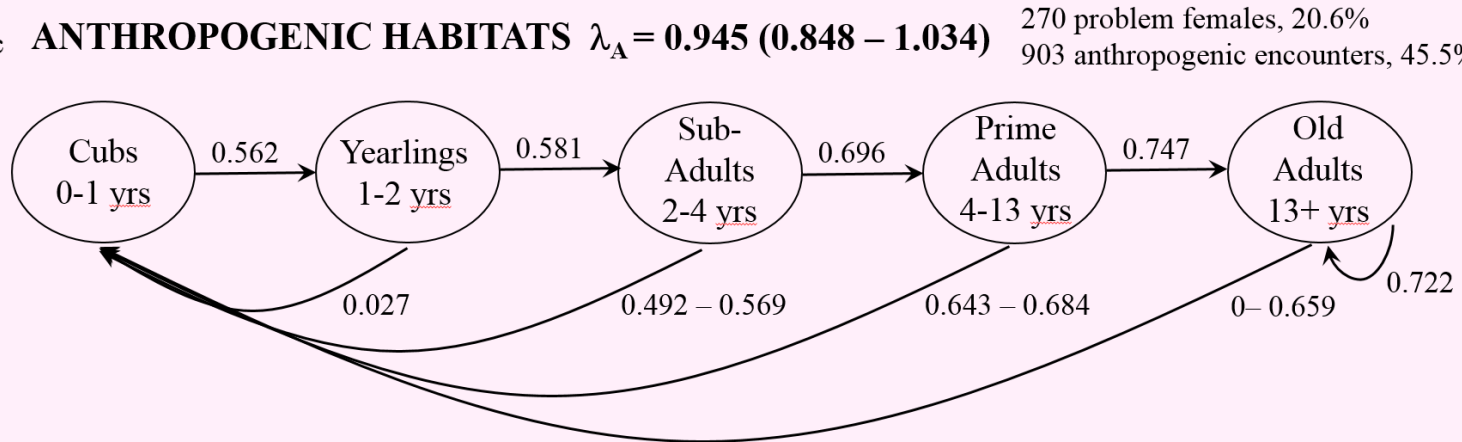 ANTHROPOGENIC HABITATS λA = 0.945 (0.848 – 1.034)
270 problem females, 20.6%
903 anthropogenic encounters, 45.5%
Cubs
0-1 yrs
0.562
Yearlings
1-2 yrs
0.581
Sub-
Adults
2-4 yrs
0.696
Prime
Adults
4-13 yrs
0.747
Old
Adults
13+ yrs
0.722
0.027
0.492 – 0.569
0.643 – 0.684
0– 0.659